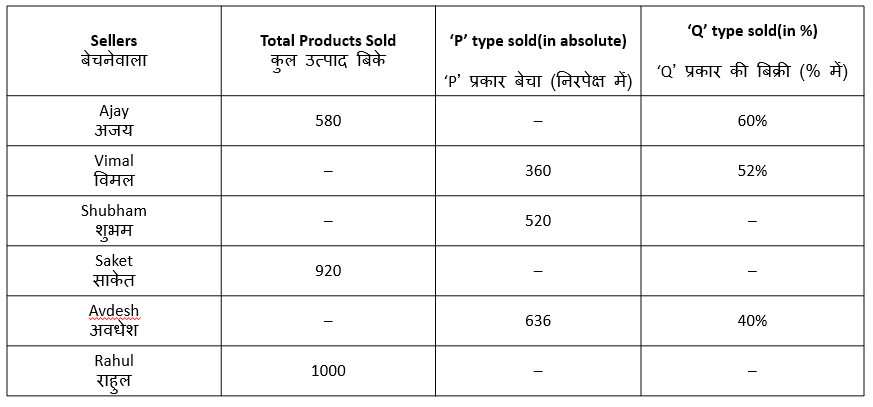 Sellers
बेचनेवाला
Total Products Sold
कुल उत्पाद बिके
‘P’ type sold(in absolute)
‘P’ प्रकार बेचा (निरपेक्ष में)
‘Q’ type sold(in %)
‘Q’ प्रकार की बिक्री (% में)
Ajay
अजय
580
–
60%
Vimal
विमल
–
360
52%
Shubham
शुभम
–
520
–
Saket
साकेत
920
–
–
Avdesh
अवधेश
–
636
40%
Rahul
राहुल
1000
–
–